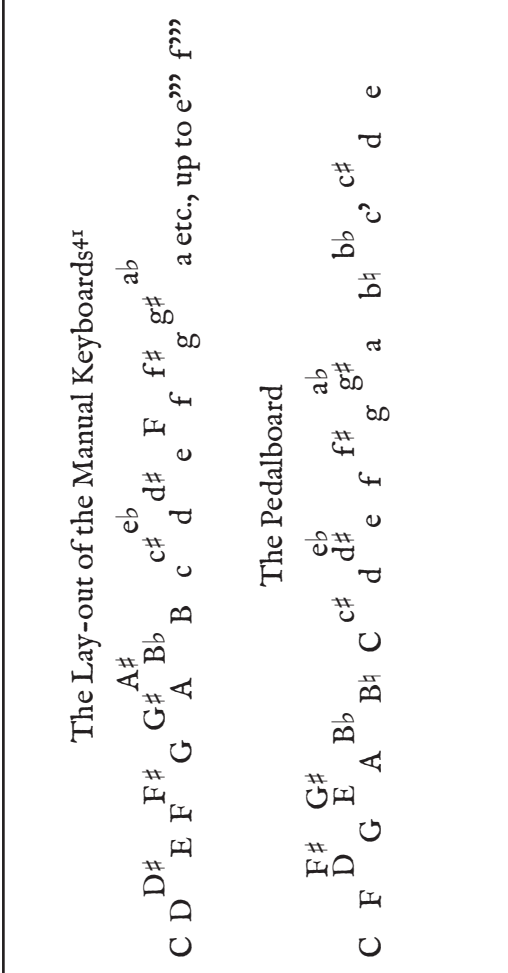 The Lay-out of the Manual Keyboards⁴¹
A♯ e♭ a♭
D♯ F♯ G♯ B♭ c♯ d♯ F f♯ g♯
C D E F G A B c d e f g a etc., up to e’’’ f’’’
The Pedalboard
F♯ G♯ e♭ a♭
D E B♭ c♯ d♯ f♯ g♯ b♭ c♯
C F G A B♮ C d e f g a b♮ c’ d e